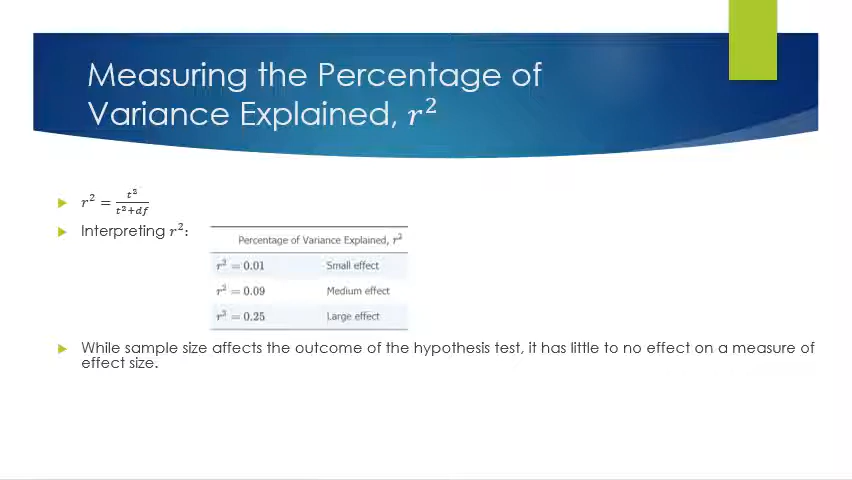 Measuring the Percentage of
Variance Explained, r²
r² = t²/(t²+df)
Interpreting r²:
Percentage of Variance Explained, r²
r² = 0.01 Small effect
r² = 0.09 Medium effect
r² = 0.25 Large effect
While sample size affects the outcome of the hypothesis test, it has little to no effect on a measure of
effect size.